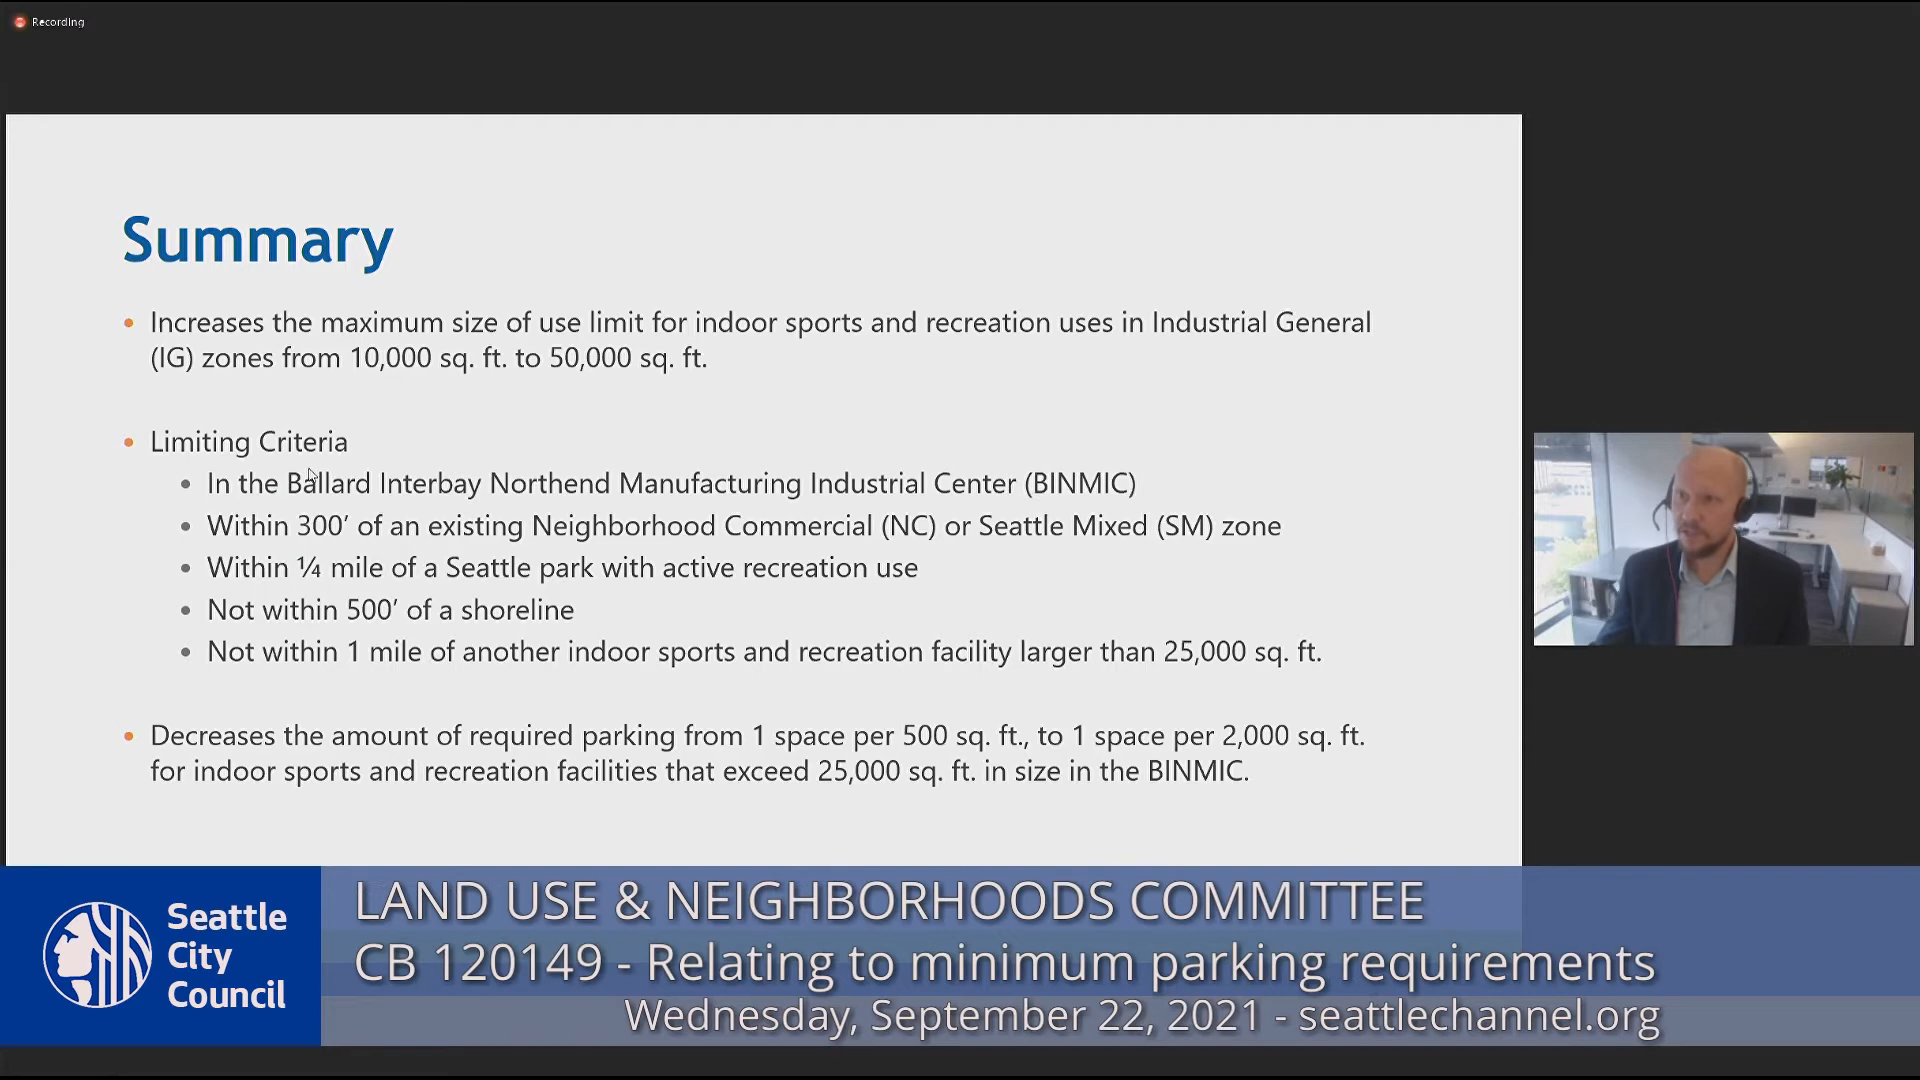 Recording
Summary
• Increases the maximum size of use limit for indoor sports and recreation uses in Industrial General
(IG) zones from 10,000 sq. ft. to 50,000 sq. ft.
• Limiting Criteria
• In the Ballard Interbay Northend Manufacturing Industrial Center (BINMIC)
• Within 300’ of an existing Neighborhood Commercial (NC) or Seattle Mixed (SM) zone
• Within ¼ mile of a Seattle park with active recreation use
• Not within 500’ of a shoreline
• Not within 1 mile of another indoor sports and recreation facility larger than 25,000 sq. ft.
• Decreases the amount of required parking from 1 space per 500 sq. ft., to 1 space per 2,000 sq. ft.
for indoor sports and recreation facilities that exceed 25,000 sq. ft. in size in the BINMIC.
Seattle
City
Council
LAND USE & NEIGHBORHOODS COMMITTEE
CB 120149 - Relating to minimum parking requirements
Wednesday, September 22, 2021 - seattlechannel.org